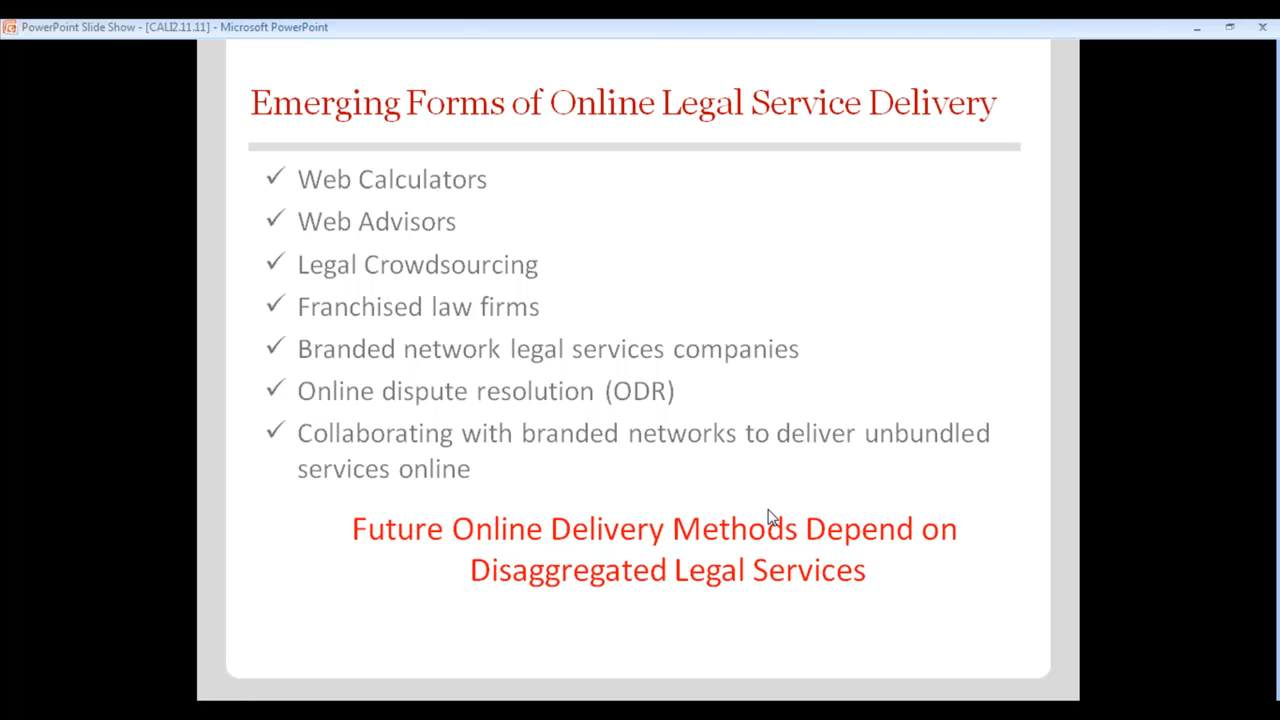 PowerPoint Slide Show - [CALI2.11.11] - Microsoft PowerPoint
Emerging Forms of Online Legal Service Delivery
✓ Web Calculators
✓ Web Advisors
✓ Legal Crowdsourcing
✓ Franchised law firms
✓ Branded network legal services companies
✓ Online dispute resolution (ODR)
✓ Collaborating with branded networks to deliver unbundled
services online
Future Online Delivery Methods Depend on
Disaggregated Legal Services